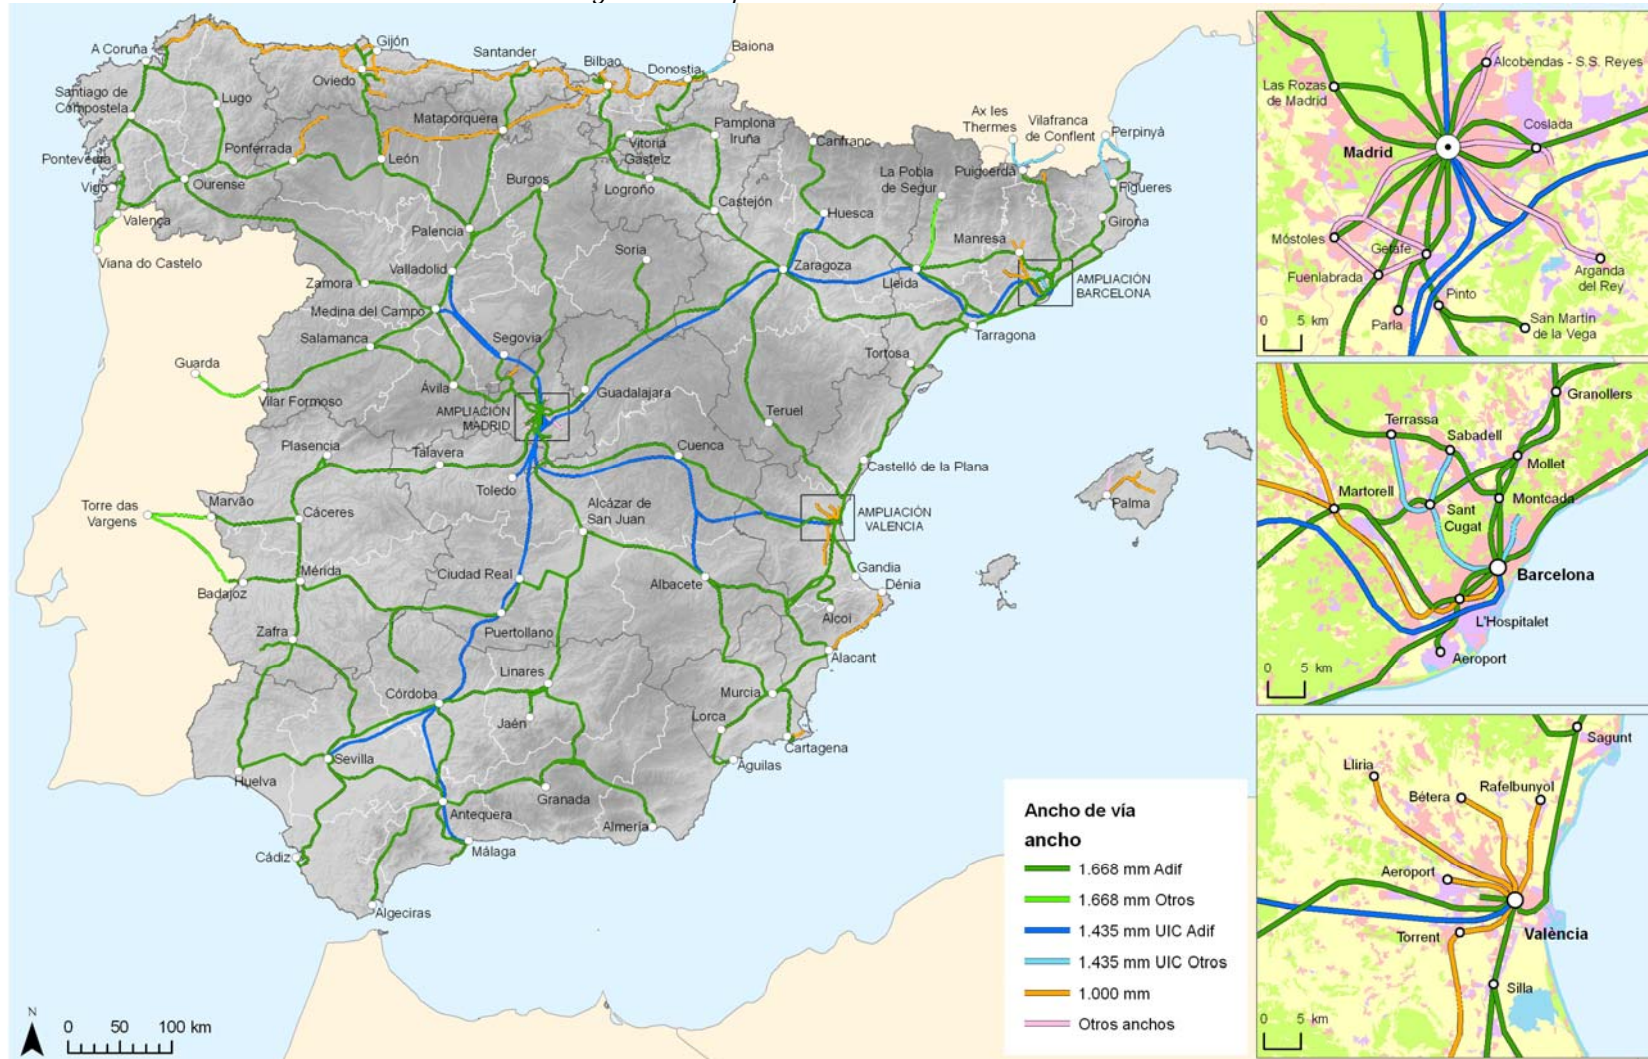 A Coruña
Gijón
Santander
Bilbao
Donostia
Baiona
Oviedo
Santiago de
Compostela
Lugo
Mataporquera
Pamplona
Iruña
Ax les
Thermes
Vilafranca
de Conflent
Perpinyà
Canfranc
Vitoria
Gasteiz
Ponferrada
León
Pontevedra
Vigo
Ourense
Burgos
Logroño
La Pobla
de Segur
Puigcerdà
Figueres
Valença
Castejón
Huesca
Girona
Palencia
Manresa
Viana do Castelo
Soria
Valladolid
Zaragoza
Lleida
AMPLIACIÓN
BARCELONA
Zamora
Medina del Campo
Tarragona
Salamanca
Segovia
Tortosa
Guarda
Vilar Formoso
Ávila
Guadalajara
AMPLIACIÓN
MADRID
Teruel
Plasencia
Talavera
Cuenca
Castelló de la Plana
Toledo
Palma
Torre das
Vargens
Marvão
Cáceres
Alcázar de
San Juan
AMPLIACIÓN
VALENCIA
Mérida
Ciudad Real
Albacete
Gandia
Dénia
Badajoz
Puertollano
Alcoi
Zafra
Alacant
Linares
Córdoba
Murcia
Jaén
Lorca
Cartagena
Sevilla
Águilas
Huelva
Granada
Antequera
Almería
Málaga
Cádiz
Algeciras
N
0 50 100 km
Ancho de vía
ancho
1.668 mm Adif
1.668 mm Otros
1.435 mm UIC Adif
1.435 mm UIC Otros
1.000 mm
Otros anchos
Alcobendas - S.S. Reyes
Las Rozas
de Madrid
Coslada
Madrid
Móstoles
Getafe
Fuenlabrada
Arganda
del Rey
Pinto
Parla
San Martín
de la Vega
0 5 km
Granollers
Terrassa
Sabadell
Mollet
Martorell
Montcada
Sant
Cugat
Barcelona
L'Hospitalet
Aeroport
0 5 km
Sagunt
Llíria
Bétera
Rafelbunyol
Aeroport
Torrent
València
Silla
0 5 km